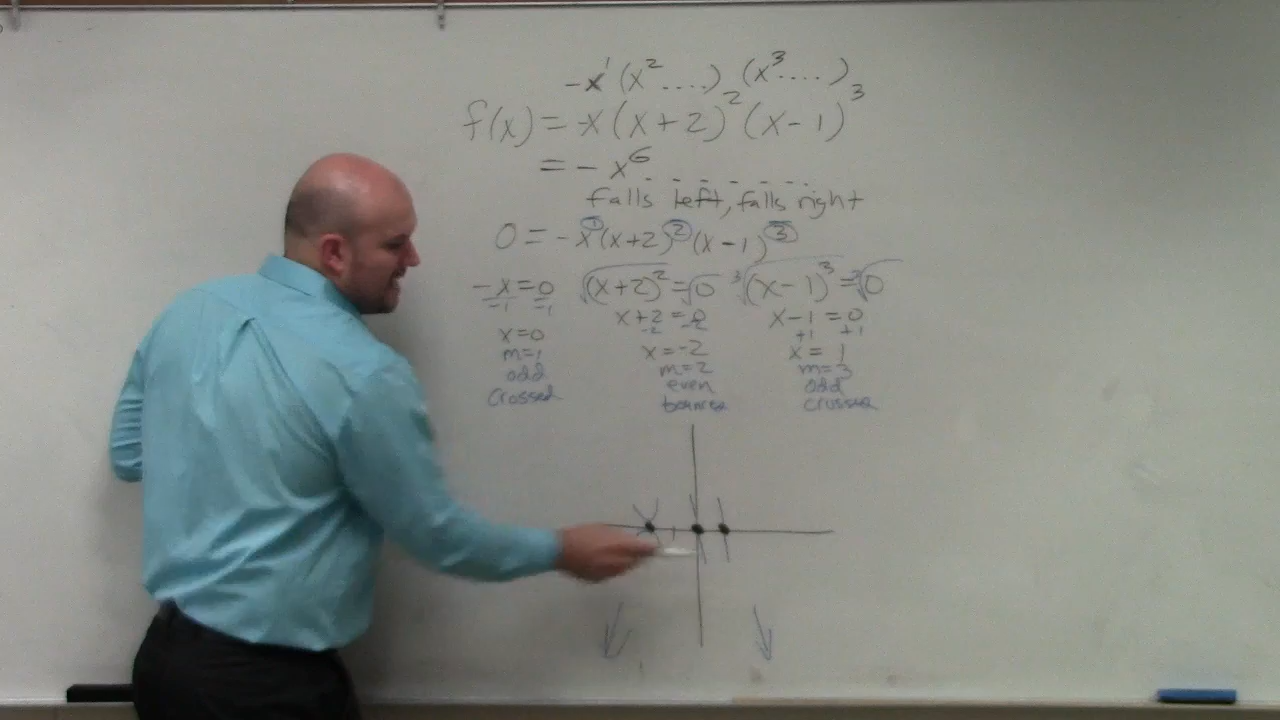 -x¹ (x² ....) (x³ ....)
f(x) = -x(x+2)²(x-1)³
= - x⁶ - - - - - -
falls left, falls right
0 = -x¹(x+2)²(x-1)³
-x=0 √(x+2)² = √0 ³√(x-1)³ = ³√0
-1 -1 x+2=0 x-1=0
-2 -2 +1 +1
x=0 x=-2 x= 1
m=1 m=2 m=3
odd even odd
crossed bounces crosses